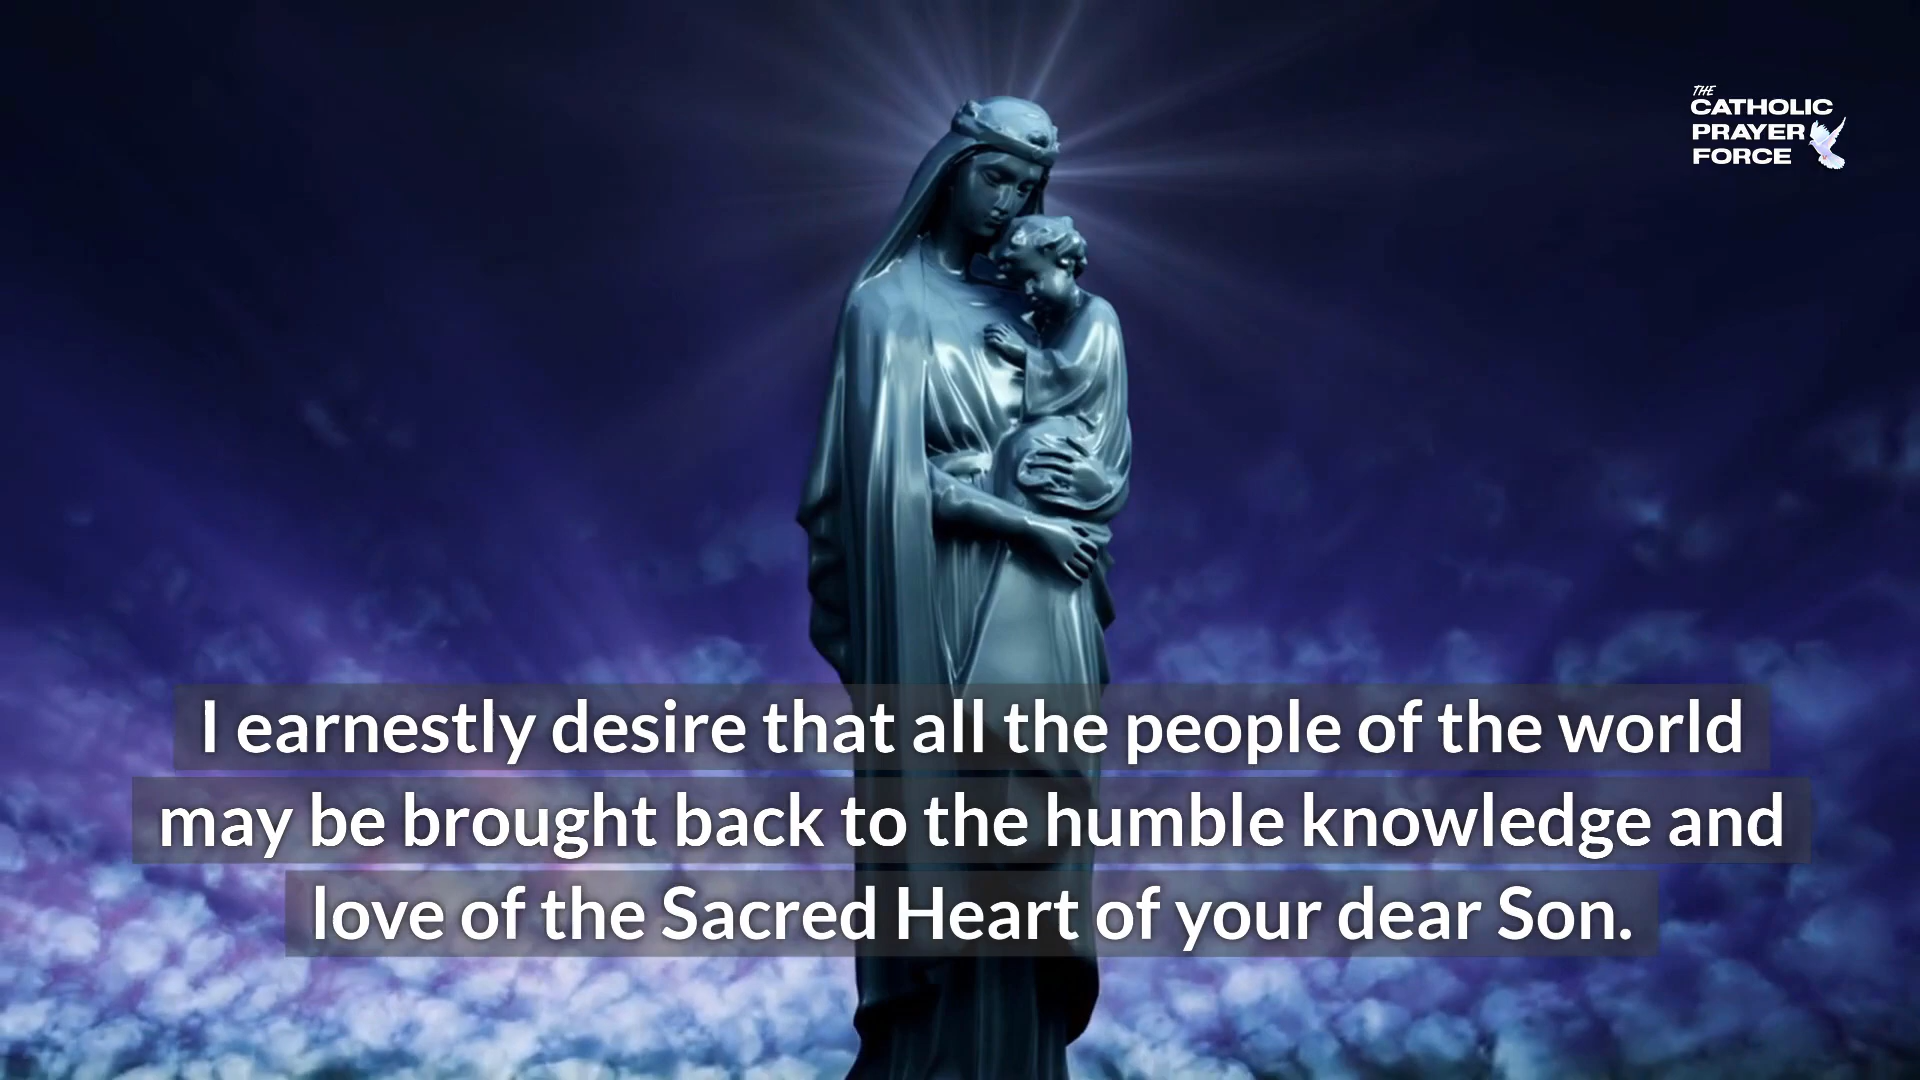 THE
CATHOLIC
PRAYER
FORCE
I earnestly desire that all the people of the world
may be brought back to the humble knowledge and
love of the Sacred Heart of your dear Son.